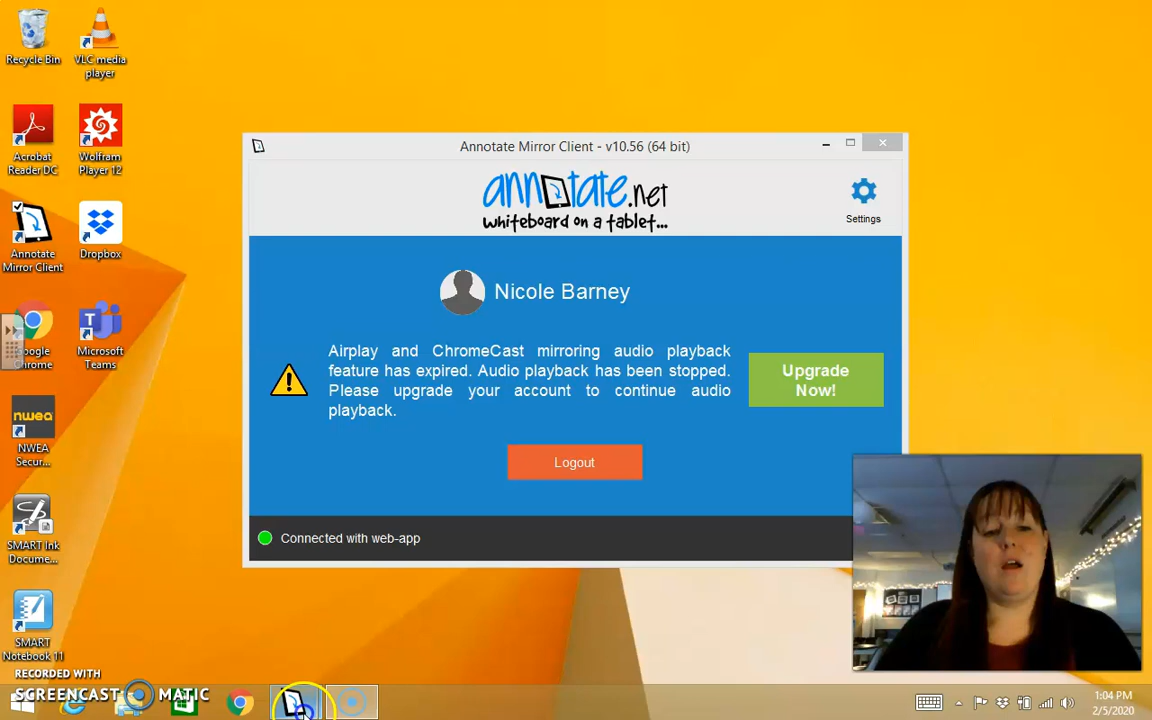 Recycle Bin
VLC media
player
Acrobat
Reader DC
Wolfram
Player 12
Annotate
Mirror Client
Dropbox
Google
Chrome
Microsoft
Teams
nwea
NWEA
Secur...
SMART Ink
Docume...
SMART
Notebook 11
Annotate Mirror Client - v10.56 (64 bit)
annotate.net
whiteboard on a tablet...
Settings
Nicole Barney
Airplay and ChromeCast mirroring audio playback
feature has expired. Audio playback has been stopped.
Please upgrade your account to continue audio
playback.
Upgrade
Now!
Logout
Connected with web-app
RECORDED WITH
SCREENCAST MATIC
1:04 PM
2/5/2020